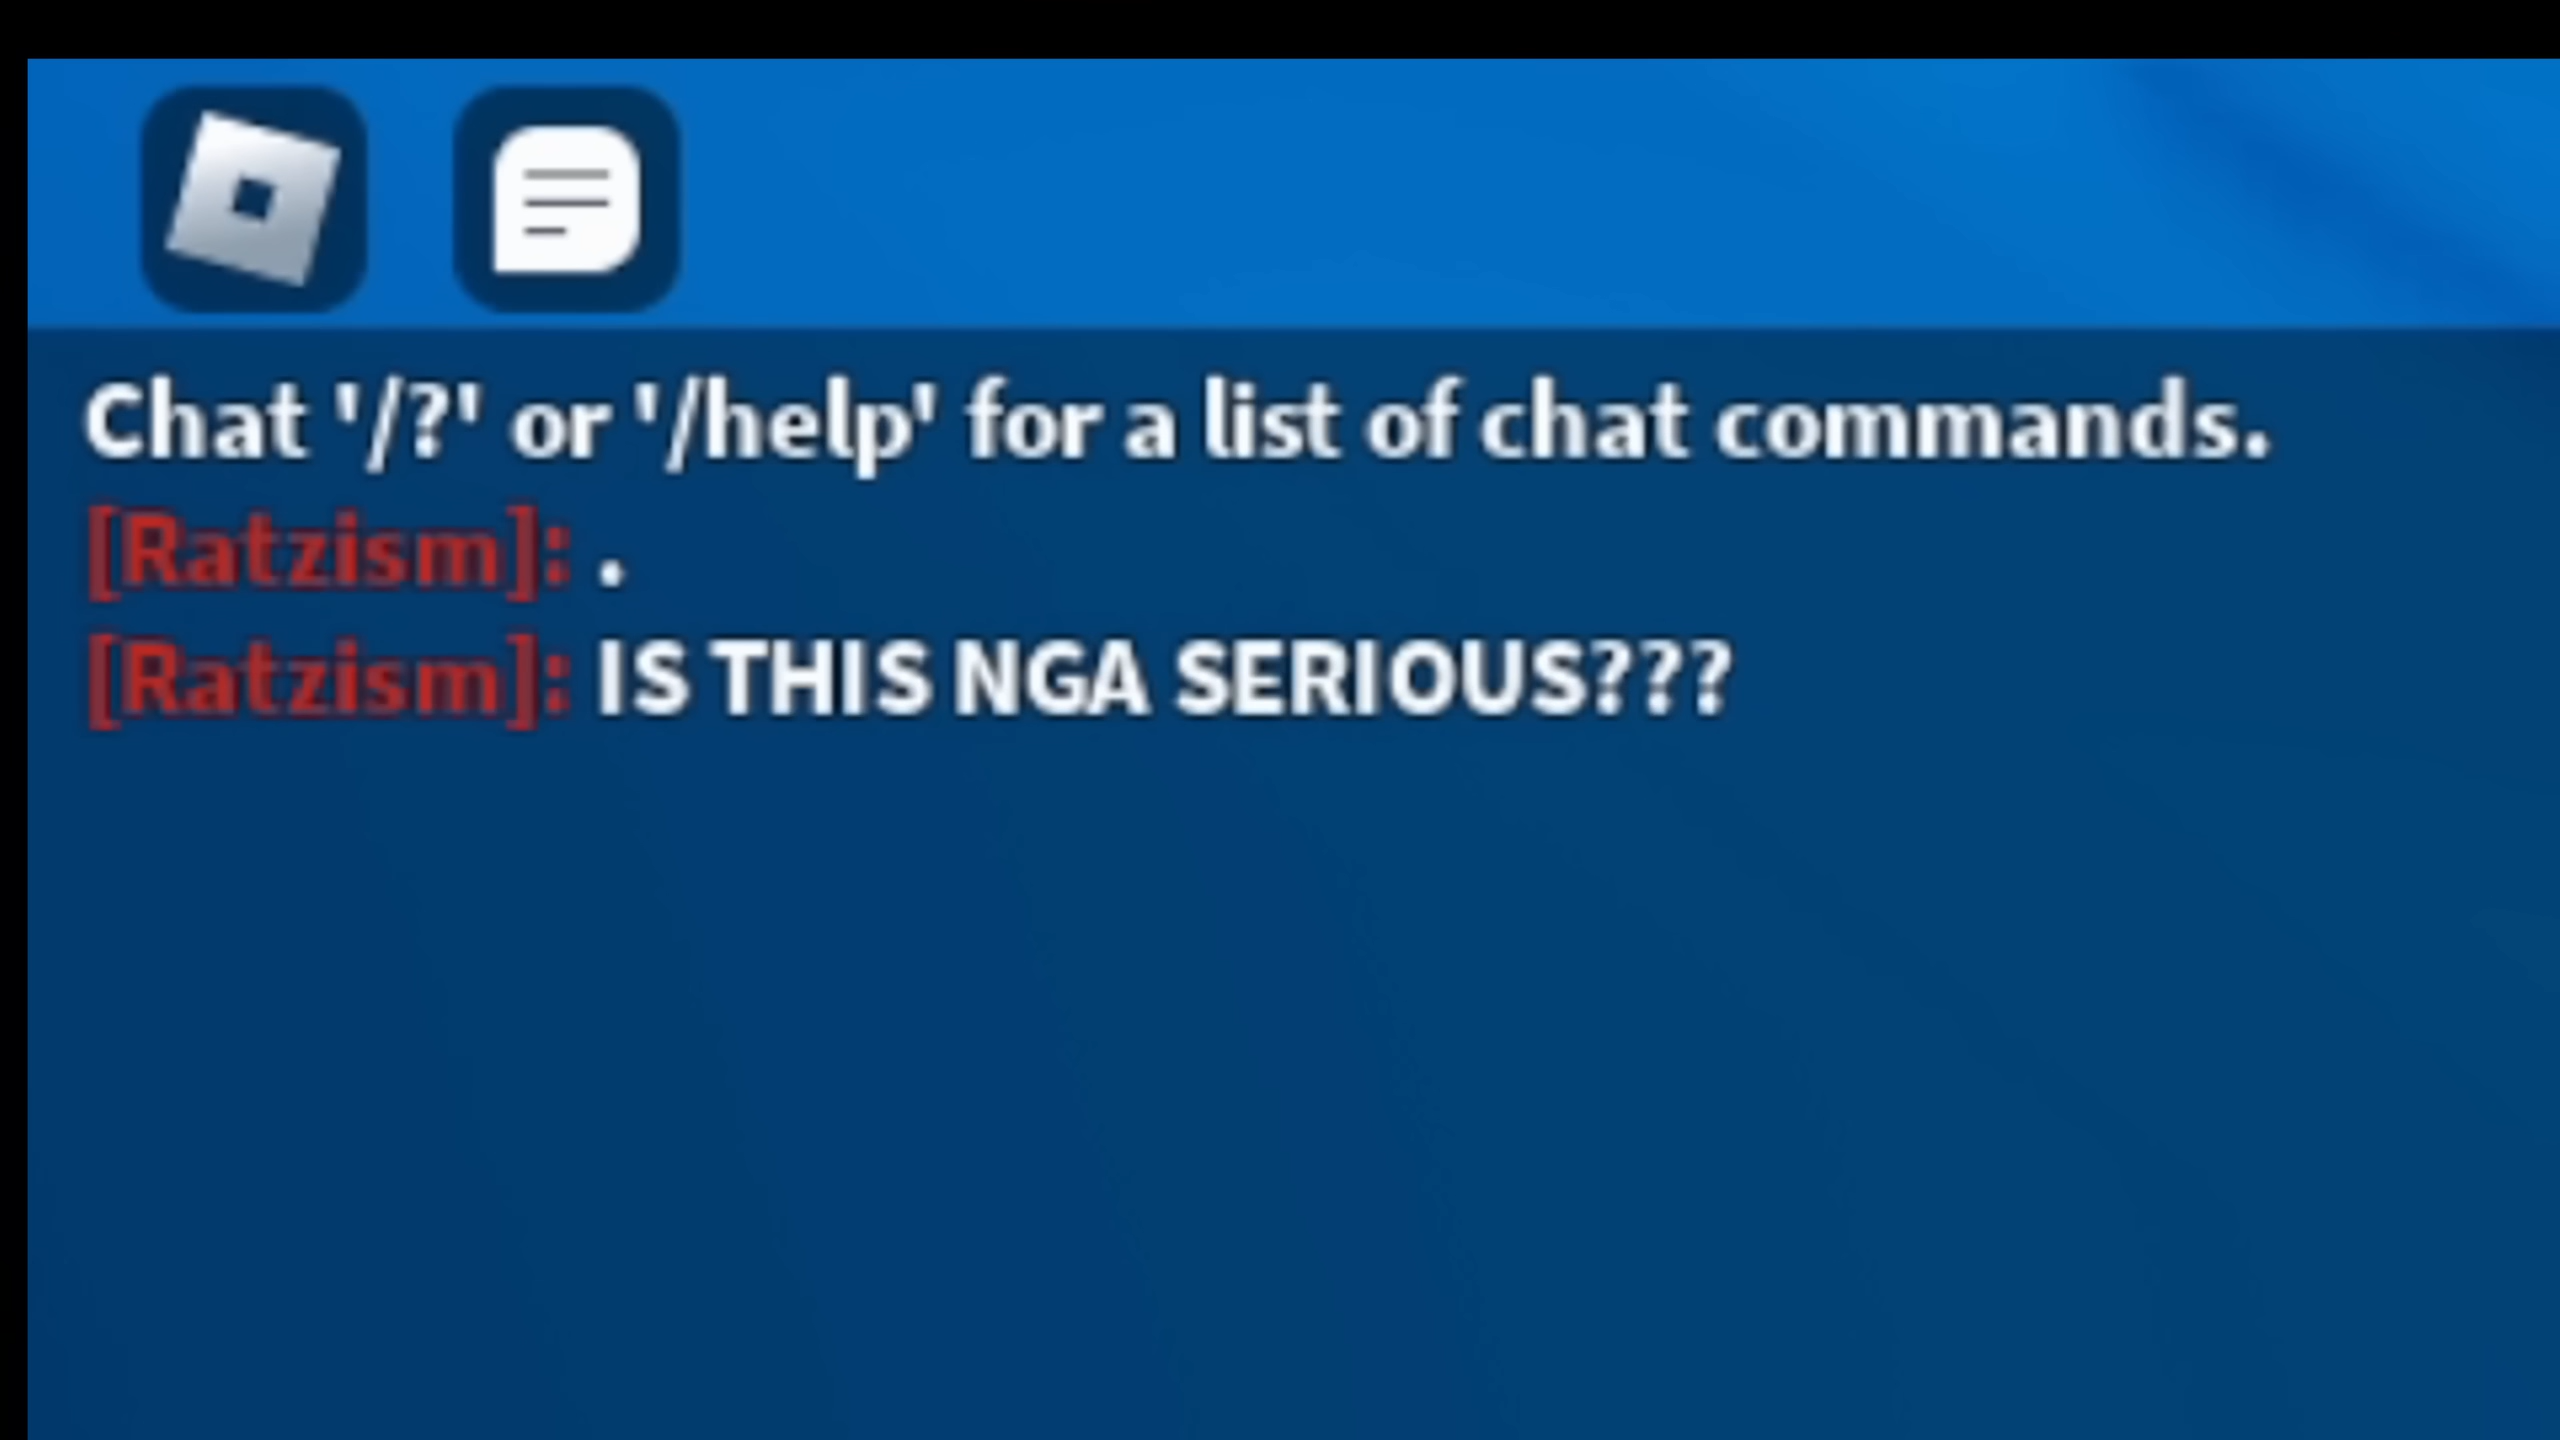 Chat '/?' or '/help' for a list of chat commands.
[Ratzism]: .
[Ratzism]: IS THIS NGA SERIOUS???